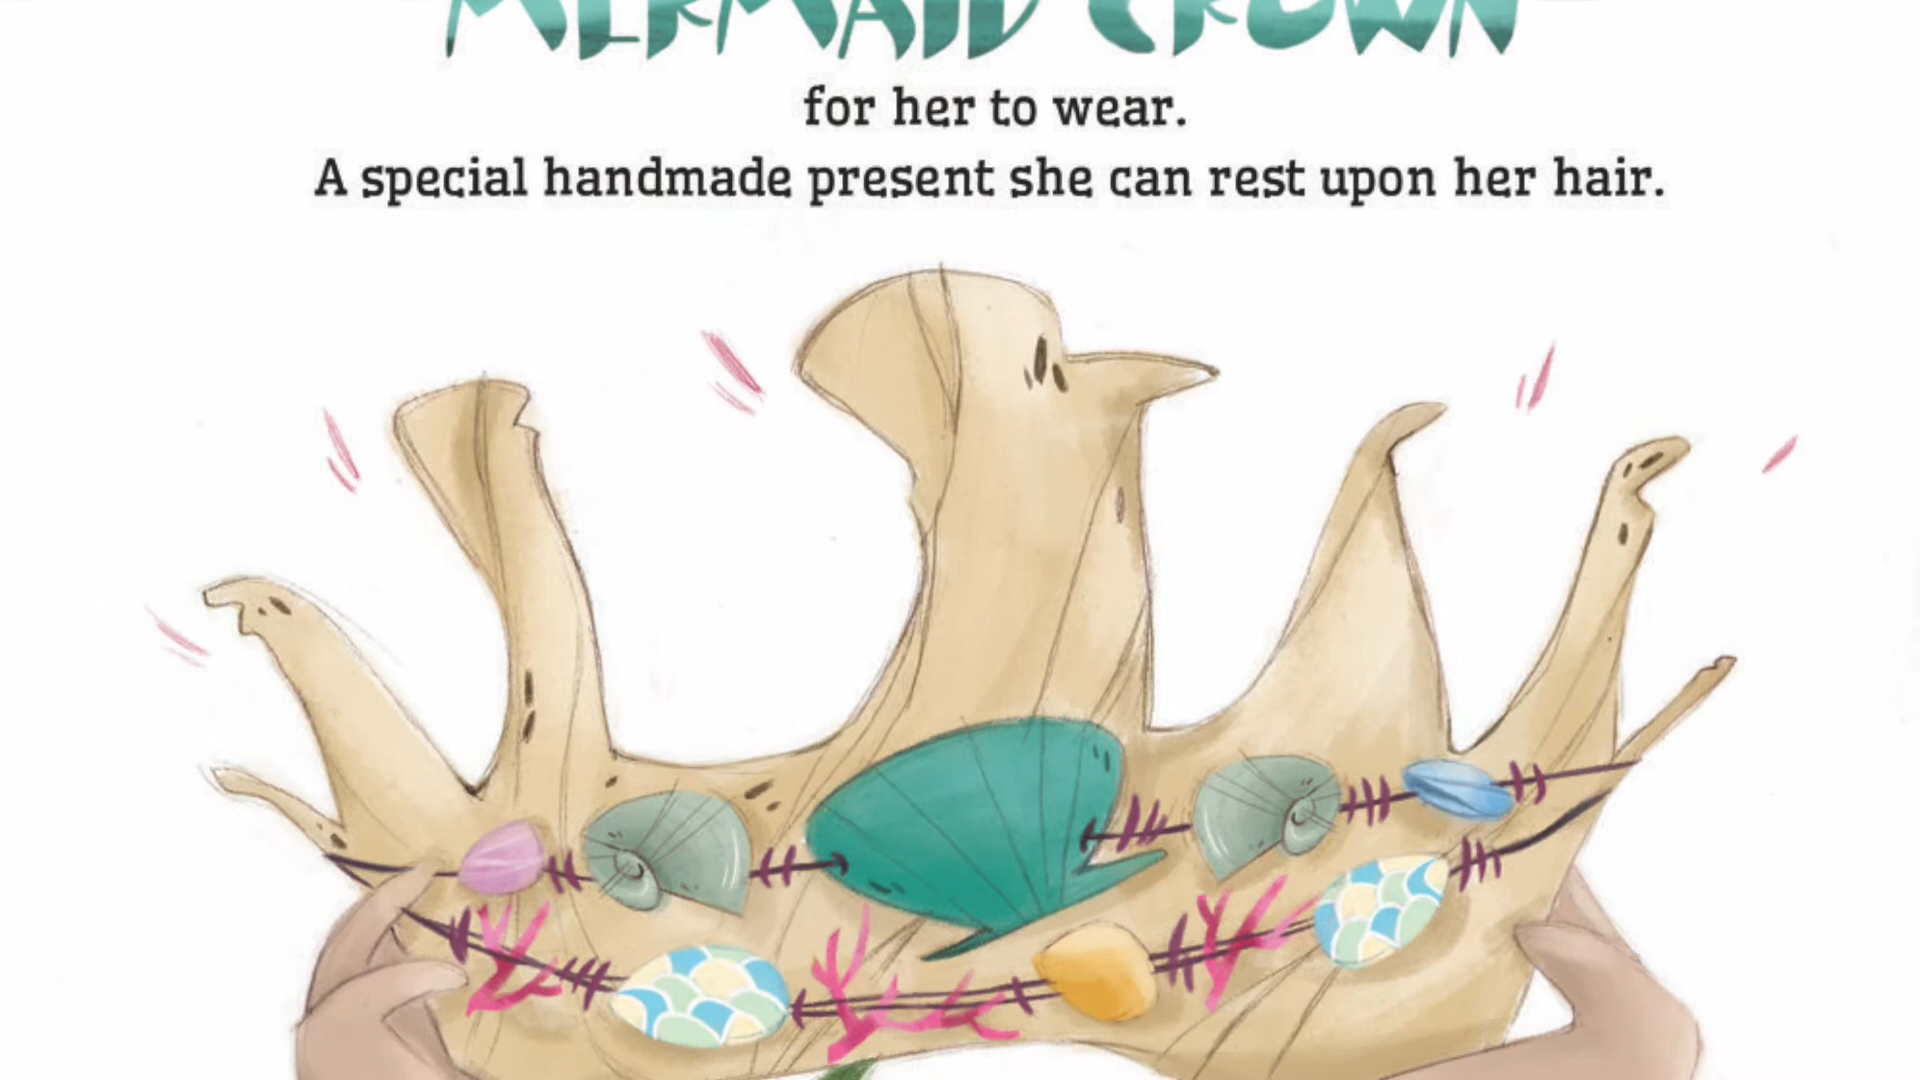 MERMAID CROWN
for her to wear.
A special handmade present she can rest upon her hair.